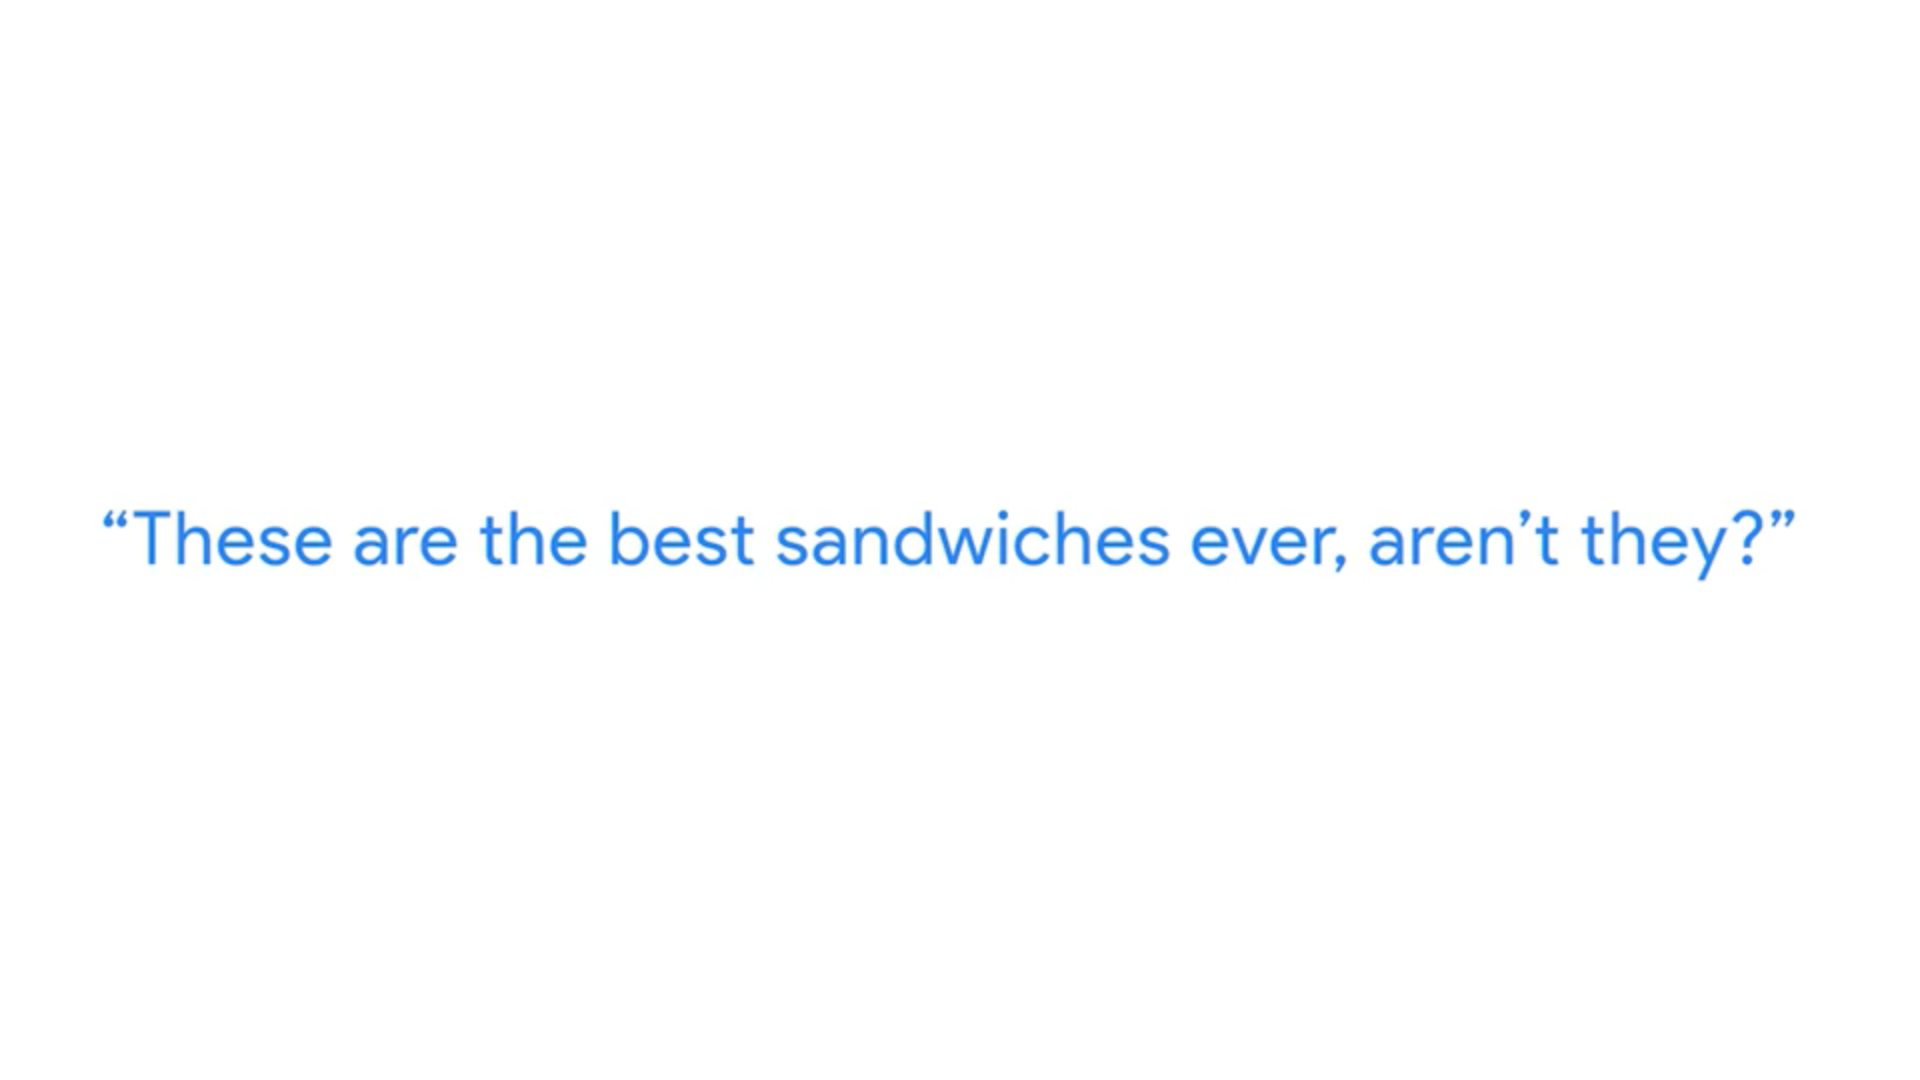 “These are the best sandwiches ever, aren’t they?”